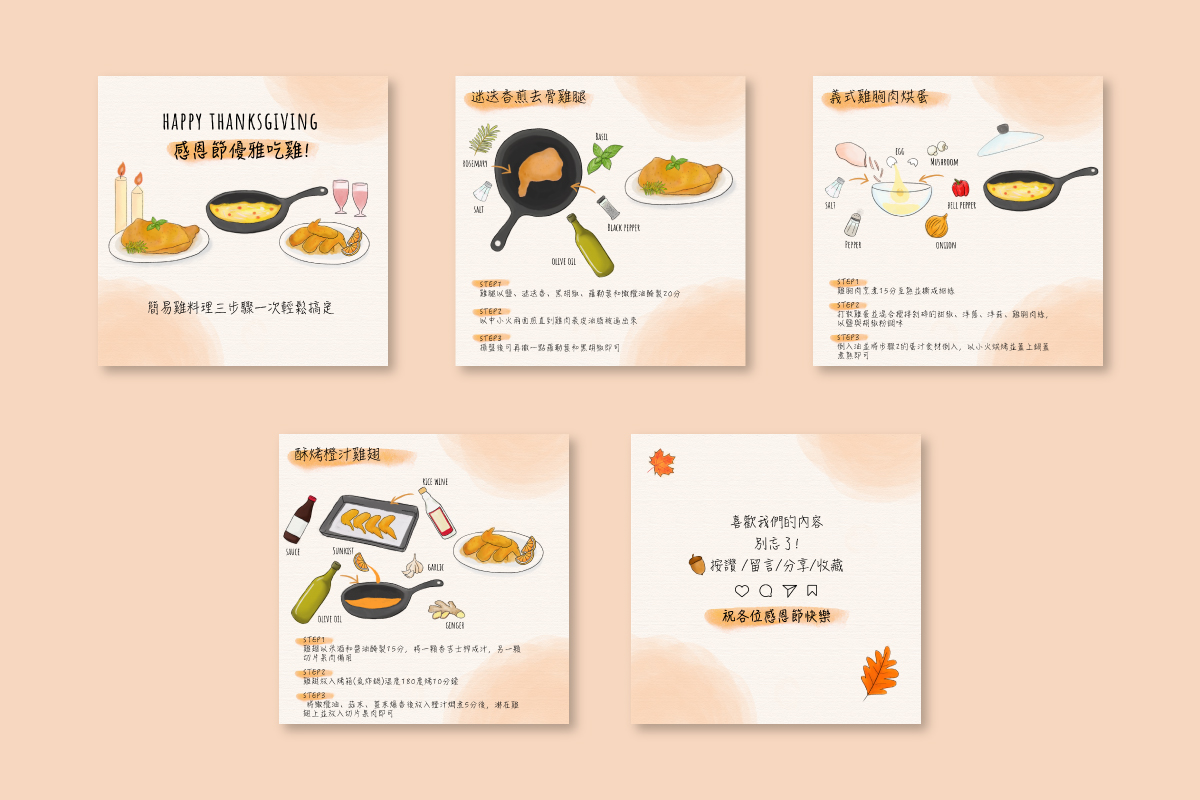 HAPPY THANKSGIVING
感恩節優雅吃雞!
簡易雞料理三步驟一次輕鬆搞定
迷迭香煎去骨雞腿
ROSEMARY
BASIL
SALT
BLACK PEPPER
OLIVE OIL
STEP1
雞腿以鹽、迷迭香、黑胡椒、羅勒葉和橄欖油醃製20分
STEP2
以中小火兩面煎直到雞肉表皮油脂被逼出來
STEP3
擺盤後可再撒一點羅勒葉和黑胡椒即可
義式雞胸肉烘蛋
EGG
MUSHROOM
SALT
BELL PEPPER
PEPPER
ONION
STEP1
雞胸肉烹煮15分至熟並撕成細絲
STEP2
打散雞蛋並混合攪拌剁碎的甜椒、洋蔥、洋菇、雞胸肉絲,
以鹽與胡椒粉調味
STEP3
倒入油並將步驟2的蛋汁食材倒入, 以小火烘烤並蓋上鍋蓋
煮熟即可
酥烤橙汁雞翅
RICE WINE
SAUCE
SUNKIST
GARLIC
OLIVE OIL
GINGER
STEP1
雞翅以米酒和醬油醃製15分, 將一顆香吉士榨成汁, 另一顆
切片果肉備用
STEP2
雞翅放入烤箱(氣炸鍋)溫度180度烤10分鐘
STEP3
將橄欖油、蒜末、薑末爆香後放入橙汁燜煮5分後, 淋在雞
翅上並放入切片果肉即可
喜歡我們的內容
別忘了!
按讚 /留言/分享/收藏
祝各位感恩節快樂